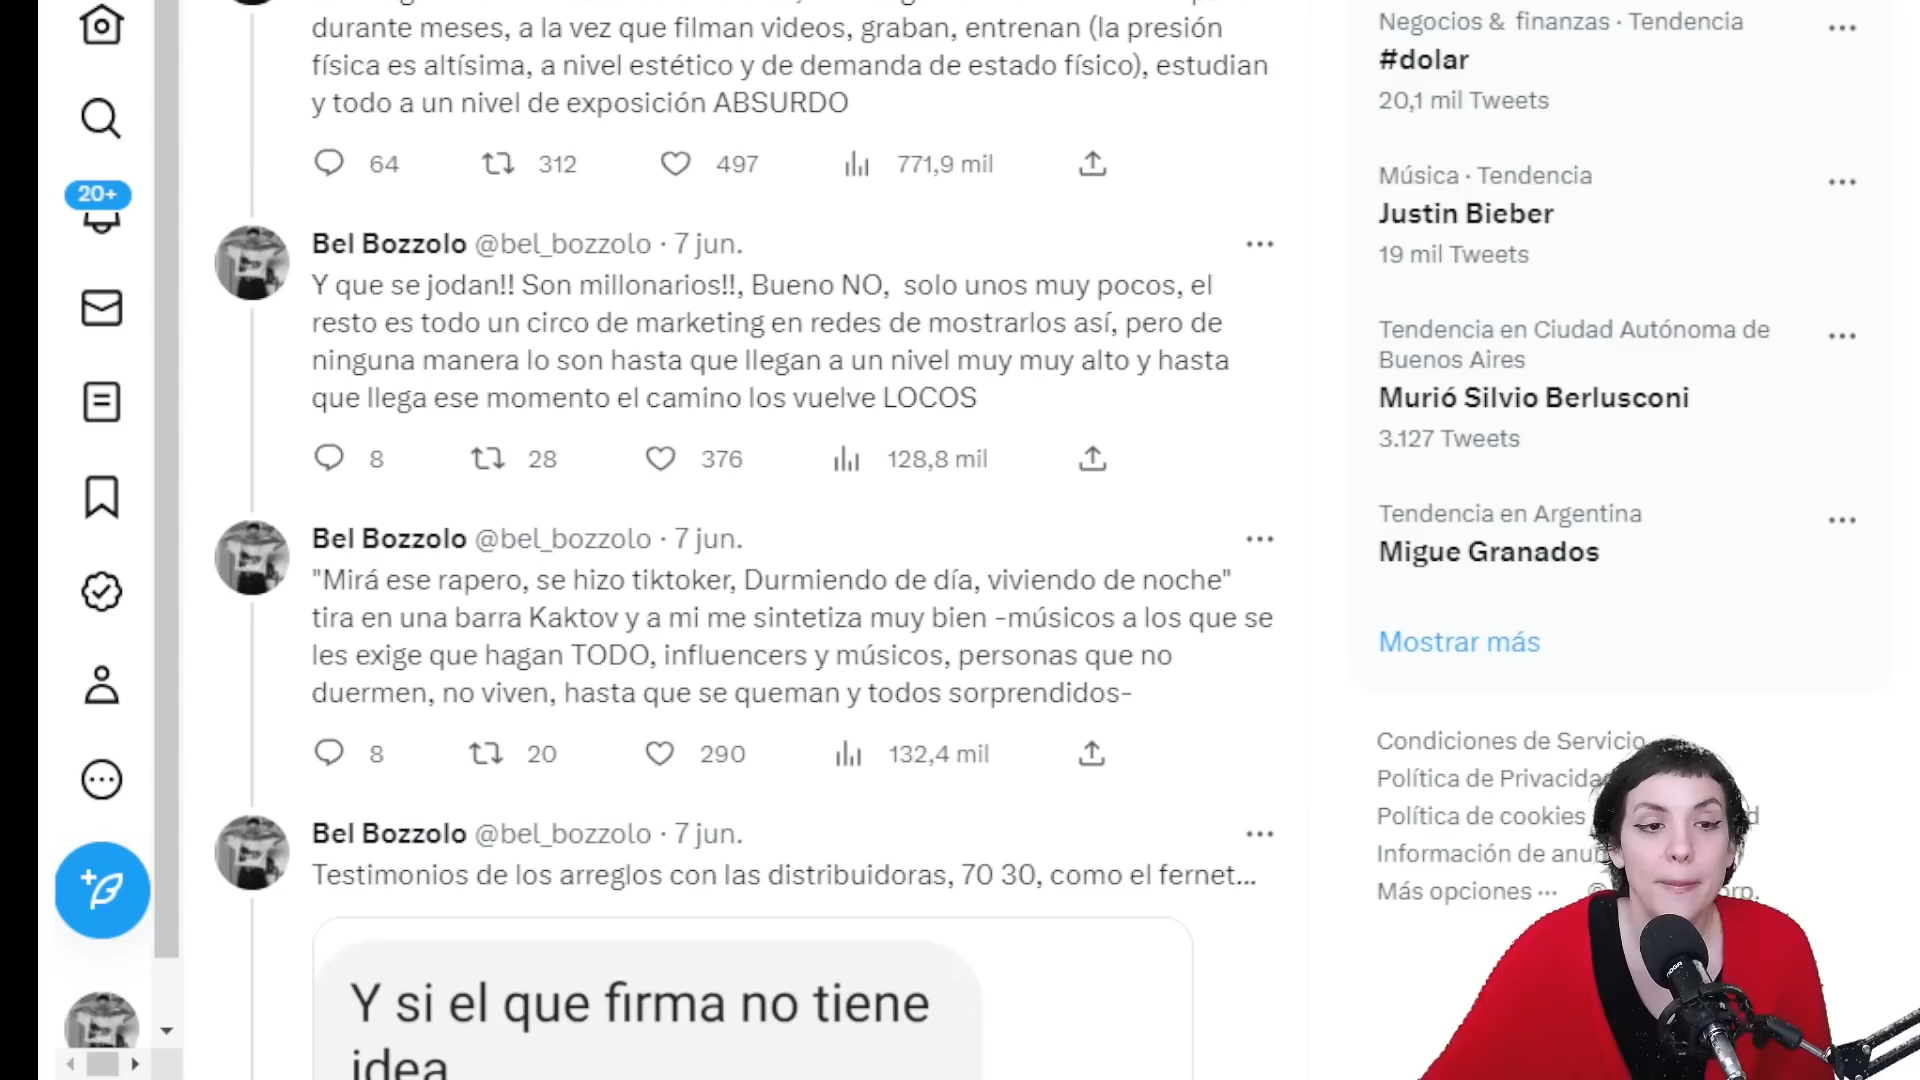 durante meses, a la vez que filman videos, graban, entrenan (la presión
física es altísima, a nivel estético y de demanda de estado físico), estudian
y todo a un nivel de exposición ABSURDO
64 312 497 771,9 mil
20+
Bel Bozzolo @bel_bozzolo · 7 jun.
Y que se jodan!! Son millonarios!!, Bueno NO, solo unos muy pocos, el
resto es todo un circo de marketing en redes de mostrarlos así, pero de
ninguna manera lo son hasta que llegan a un nivel muy muy alto y hasta
que llega ese momento el camino los vuelve LOCOS
8 28 376 128,8 mil
Bel Bozzolo @bel_bozzolo · 7 jun.
"Mirá ese rapero, se hizo tiktoker, Durmiendo de día, viviendo de noche"
tira en una barra Kaktov y a mi me sintetiza muy bien -músicos a los que se
les exige que hagan TODO, influencers y músicos, personas que no
duermen, no viven, hasta que se queman y todos sorprendidos-
8 20 290 132,4 mil
Bel Bozzolo @bel_bozzolo · 7 jun.
Testimonios de los arreglos con las distribuidoras, 70 30, como el fernet...
Y si el que firma no tiene
idea
Negocios & finanzas · Tendencia
#dolar
20,1 mil Tweets
Música · Tendencia
Justin Bieber
19 mil Tweets
Tendencia en Ciudad Autónoma de
Buenos Aires
Murió Silvio Berlusconi
3.127 Tweets
Tendencia en Argentina
Migue Granados
Mostrar más
Condiciones de Servicio
Política de Privacida
Política de cookies
Información de anun
Más opciones ··· © orp.